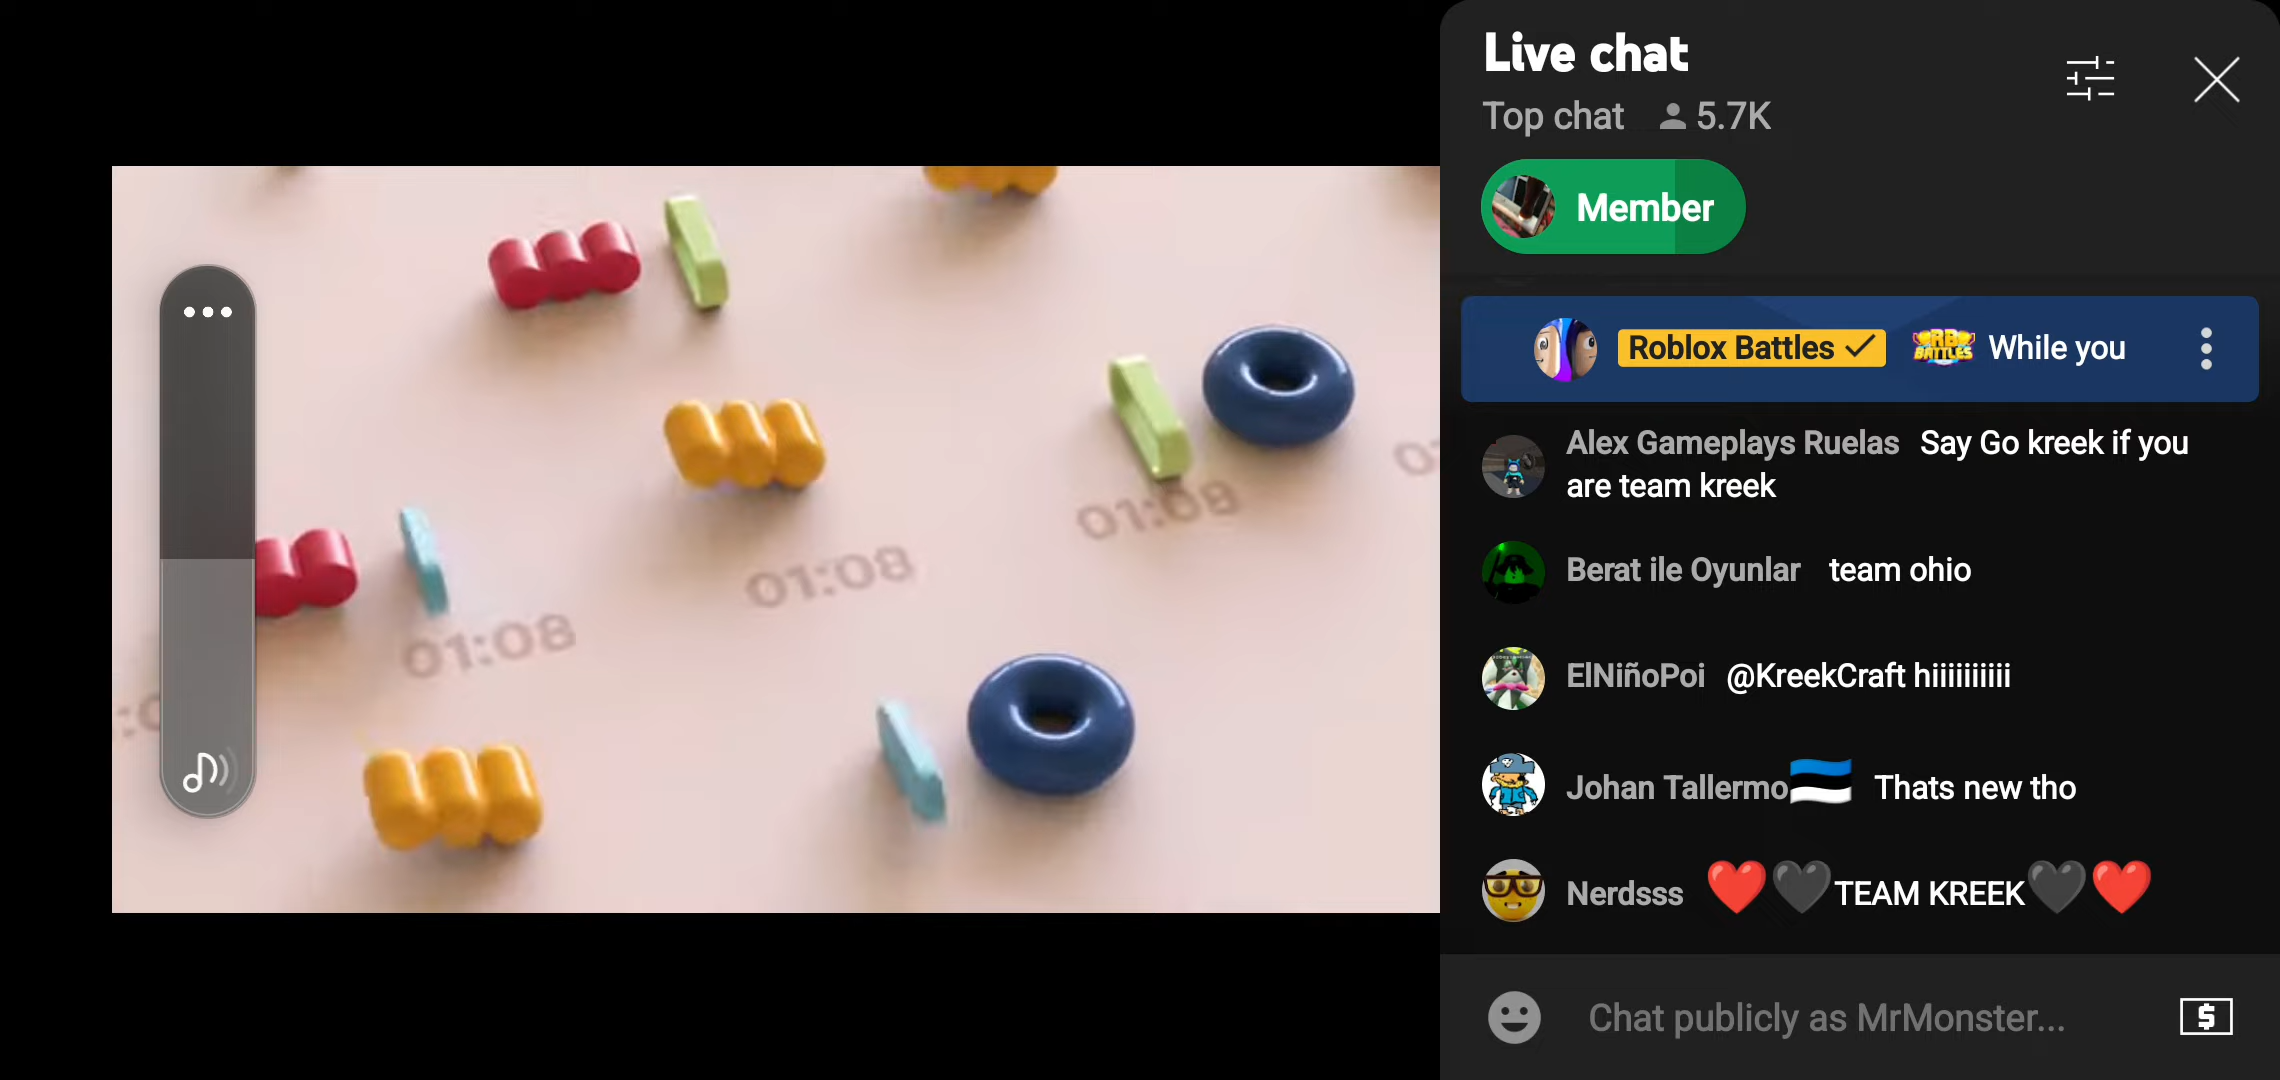 Live chat
Top chat 5.7K
Member
Roblox Battles RB BATTLES While you
Alex Gameplays Ruelas Say Go kreek if you
are team kreek
Berat ile Oyunlar team ohio
ElNiñoPoi @KreekCraft hiiiiiiiiii
Johan Tallermo Thats new tho
Nerdsss ❤️🖤TEAM KREEK🖤❤️
Chat publicly as MrMonster...
01:08
01:08
01:08